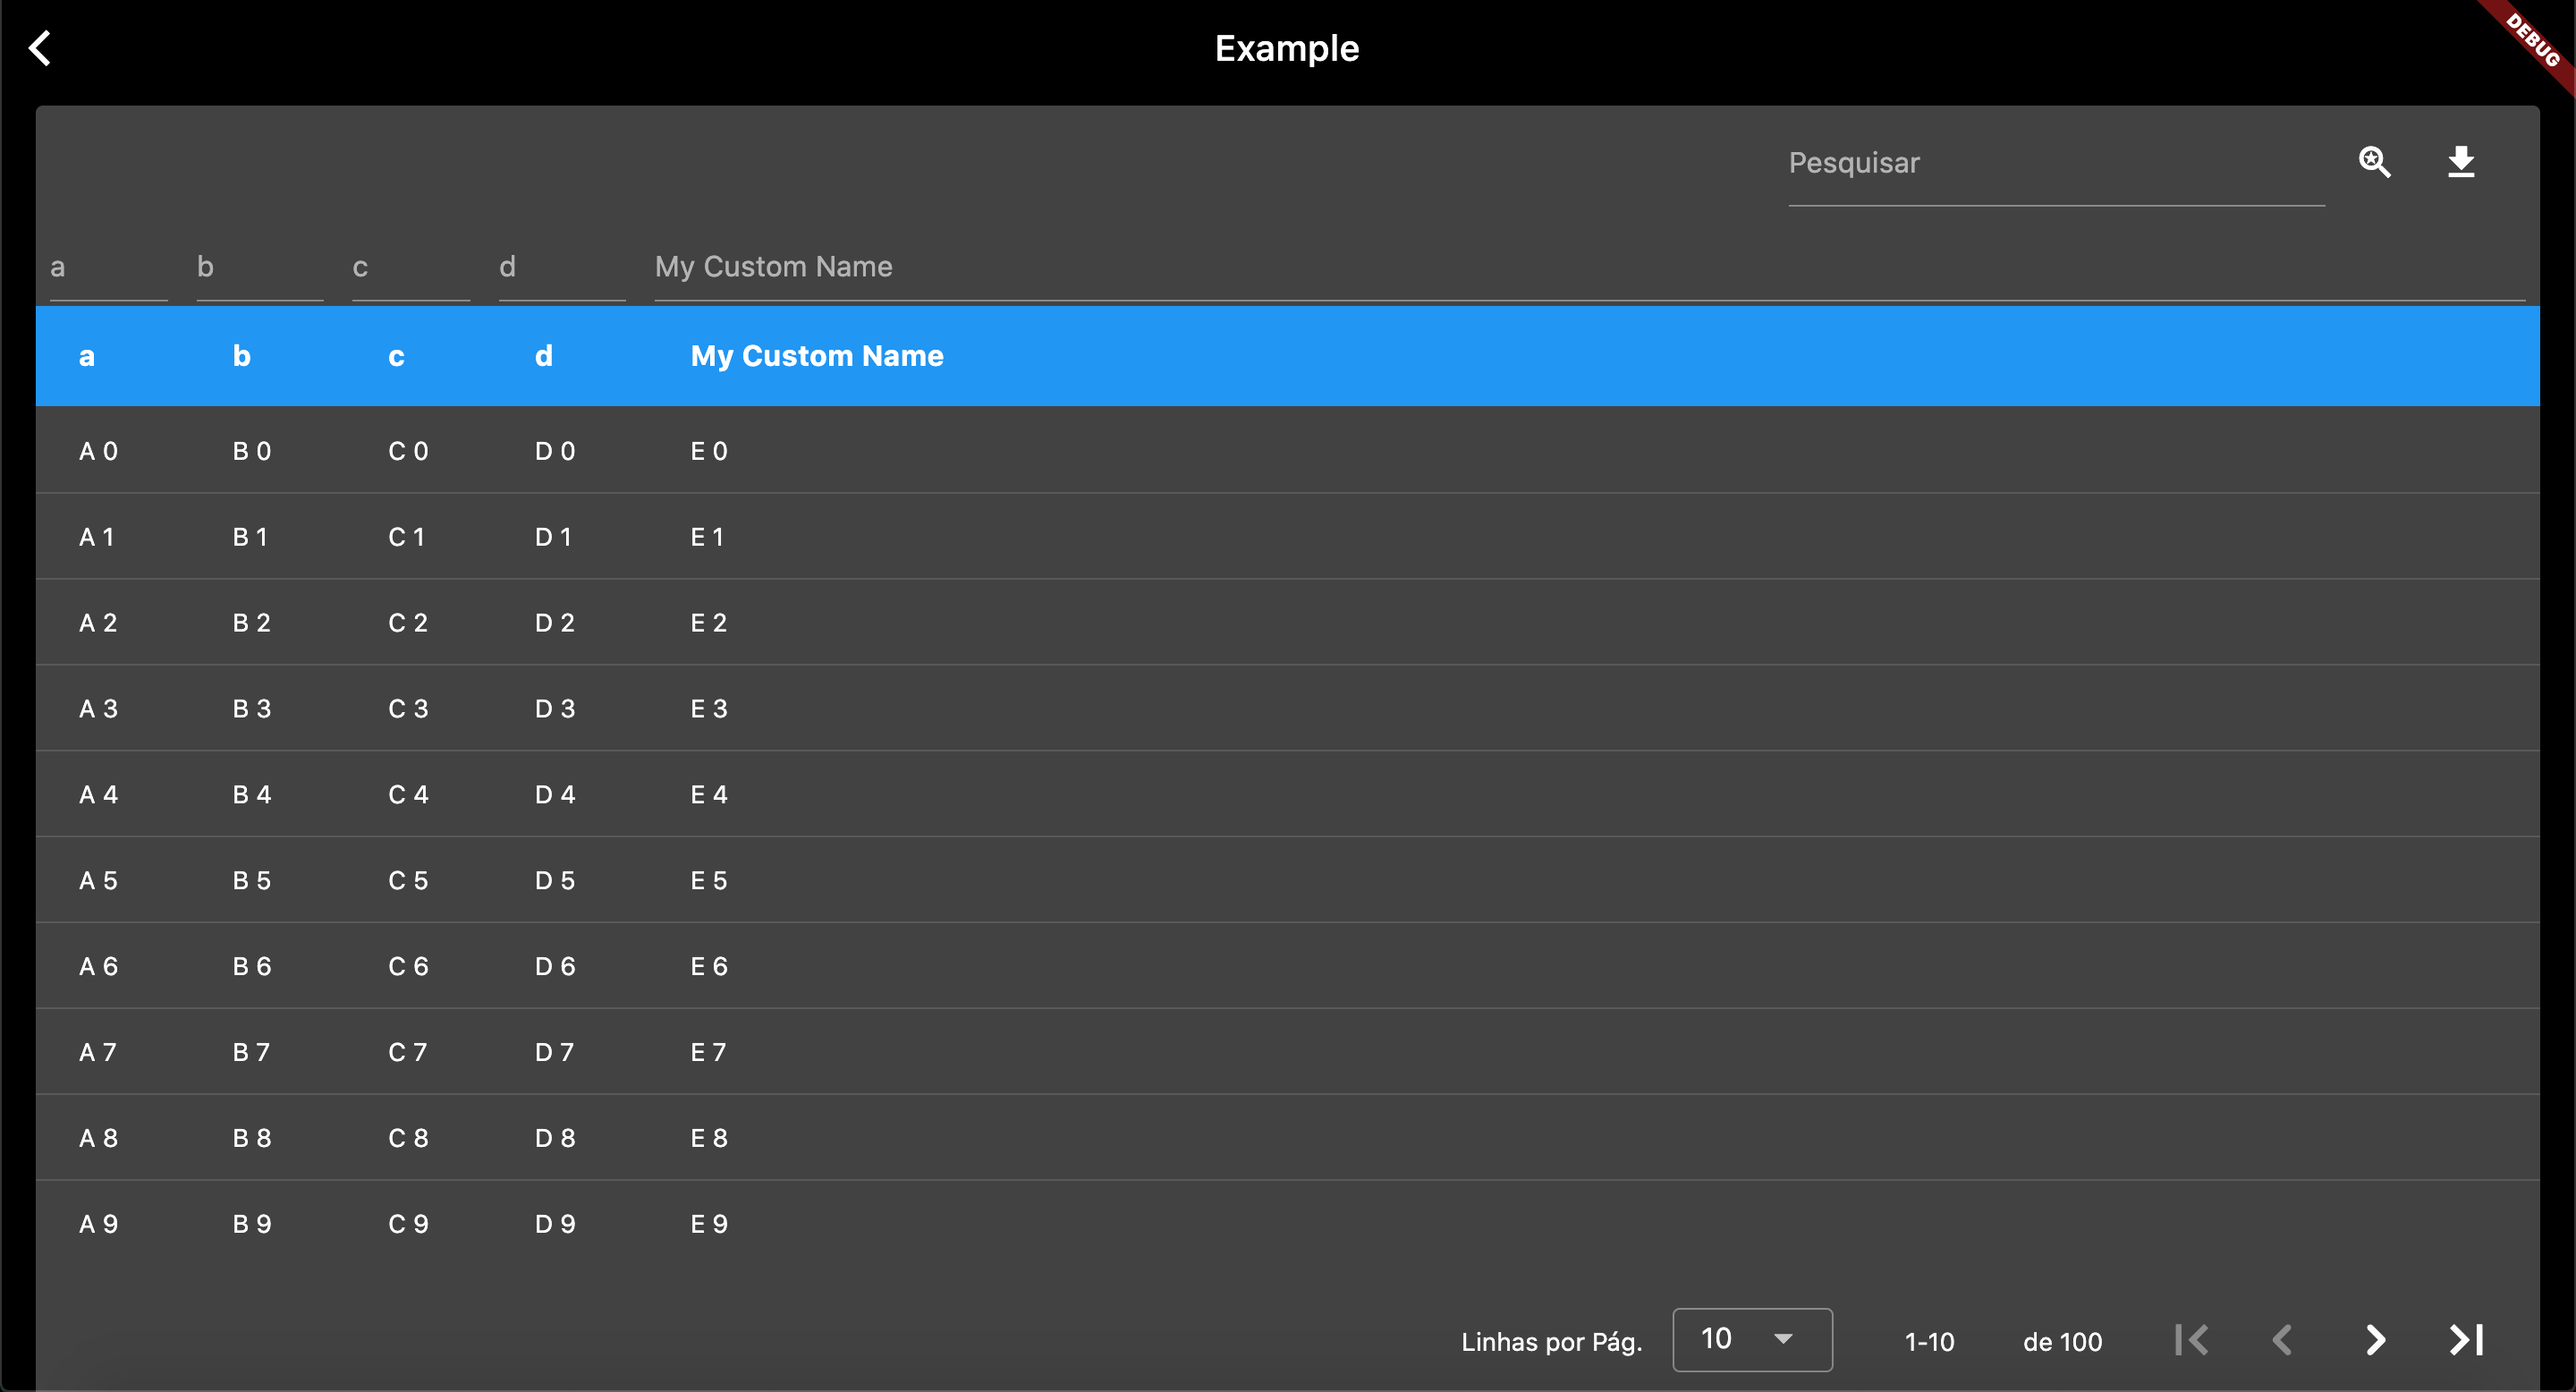 Example
DEBUG
Pesquisar
a b c d My Custom Name
a b c d My Custom Name
A 0 B 0 C 0 D 0 E 0
A 1 B 1 C 1 D 1 E 1
A 2 B 2 C 2 D 2 E 2
A 3 B 3 C 3 D 3 E 3
A 4 B 4 C 4 D 4 E 4
A 5 B 5 C 5 D 5 E 5
A 6 B 6 C 6 D 6 E 6
A 7 B 7 C 7 D 7 E 7
A 8 B 8 C 8 D 8 E 8
A 9 B 9 C 9 D 9 E 9
Linhas por Pág. 10 1-10 de 100